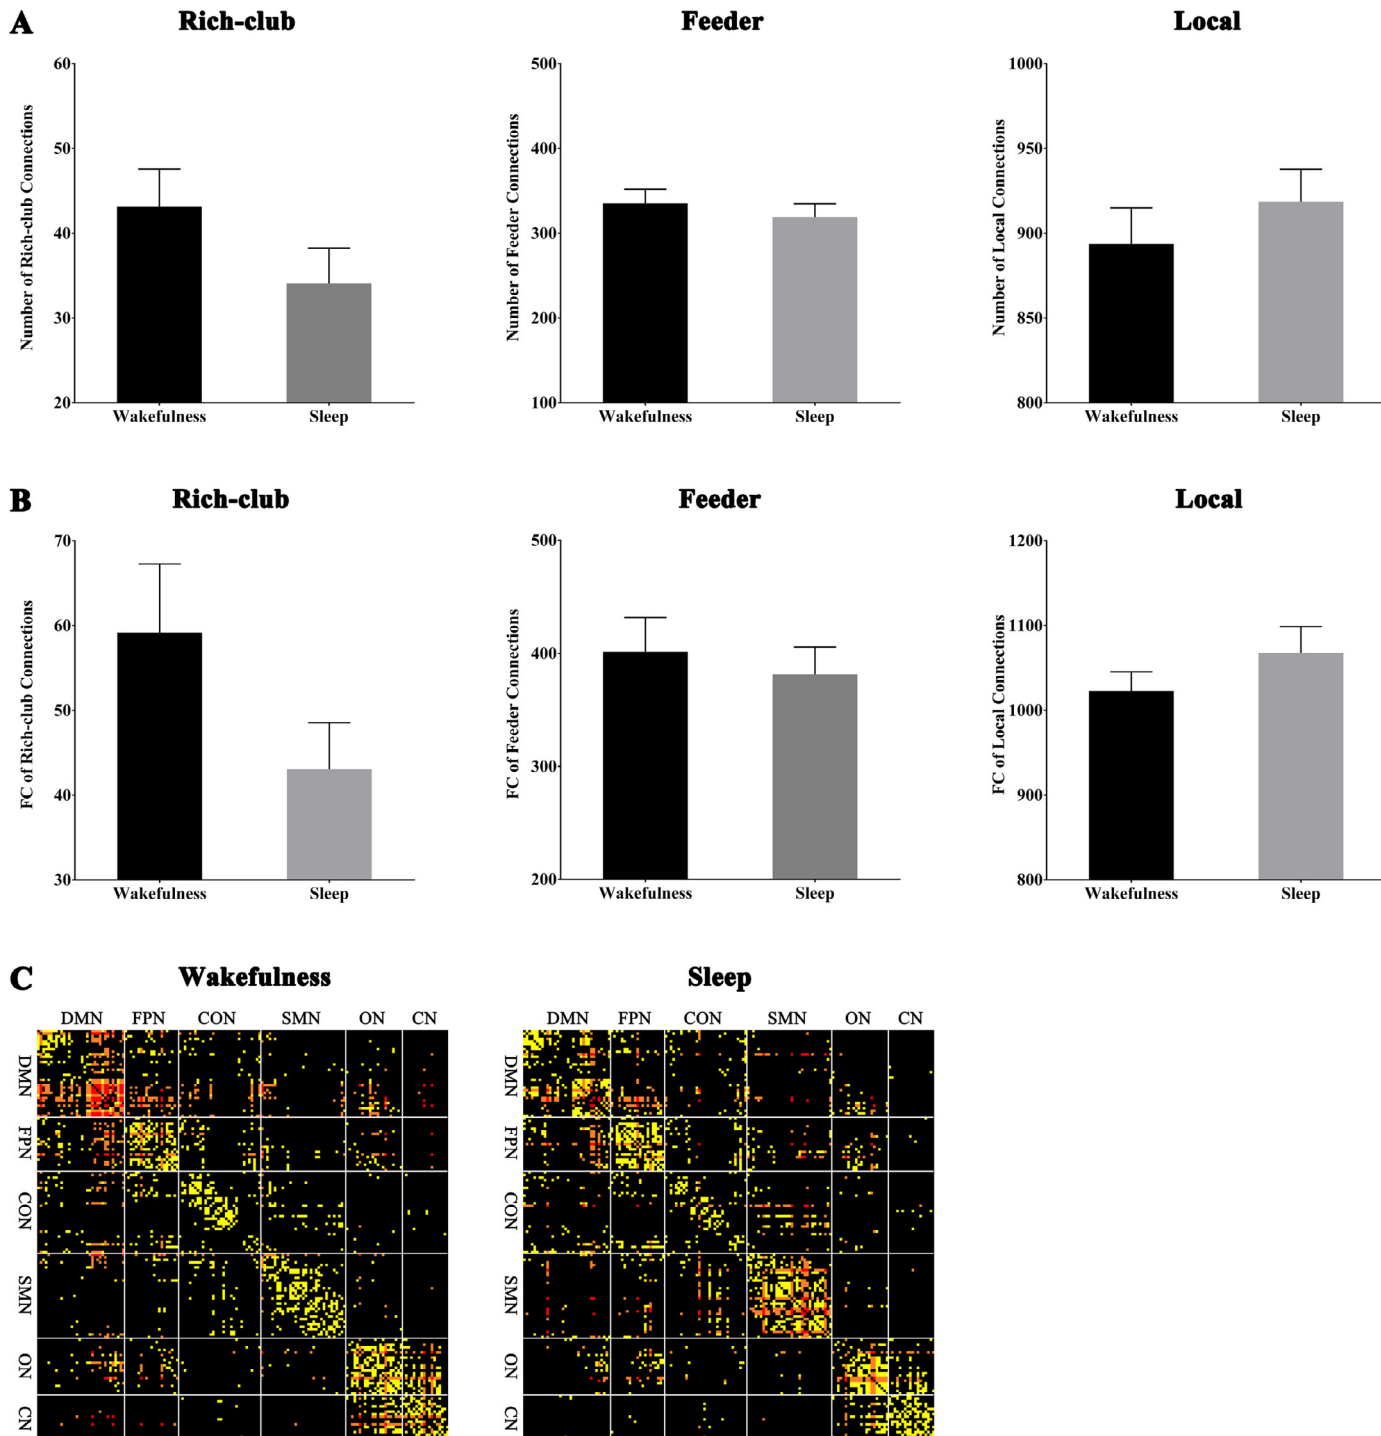 A
Rich-club
Feeder
Local
Number of Rich-club Connections
60
50
40
30
20
Wakefulness
Sleep
Number of Feeder Connections
500
400
300
200
100
Wakefulness
Sleep
Number of Local Connections
1000
950
900
850
800
Wakefulness
Sleep
B
Rich-club
Feeder
Local
FC of Rich-club Connections
70
60
50
40
30
Wakefulness
Sleep
FC of Feeder Connections
500
400
300
200
Wakefulness
Sleep
FC of Local Connections
1200
1100
1000
900
800
Wakefulness
Sleep
C
Wakefulness
DMN FPN CON SMN ON CN
DMN
FPN
CON
SMN
ON
CN
Sleep
DMN FPN CON SMN ON CN
DMN
FPN
CON
SMN
ON
CN